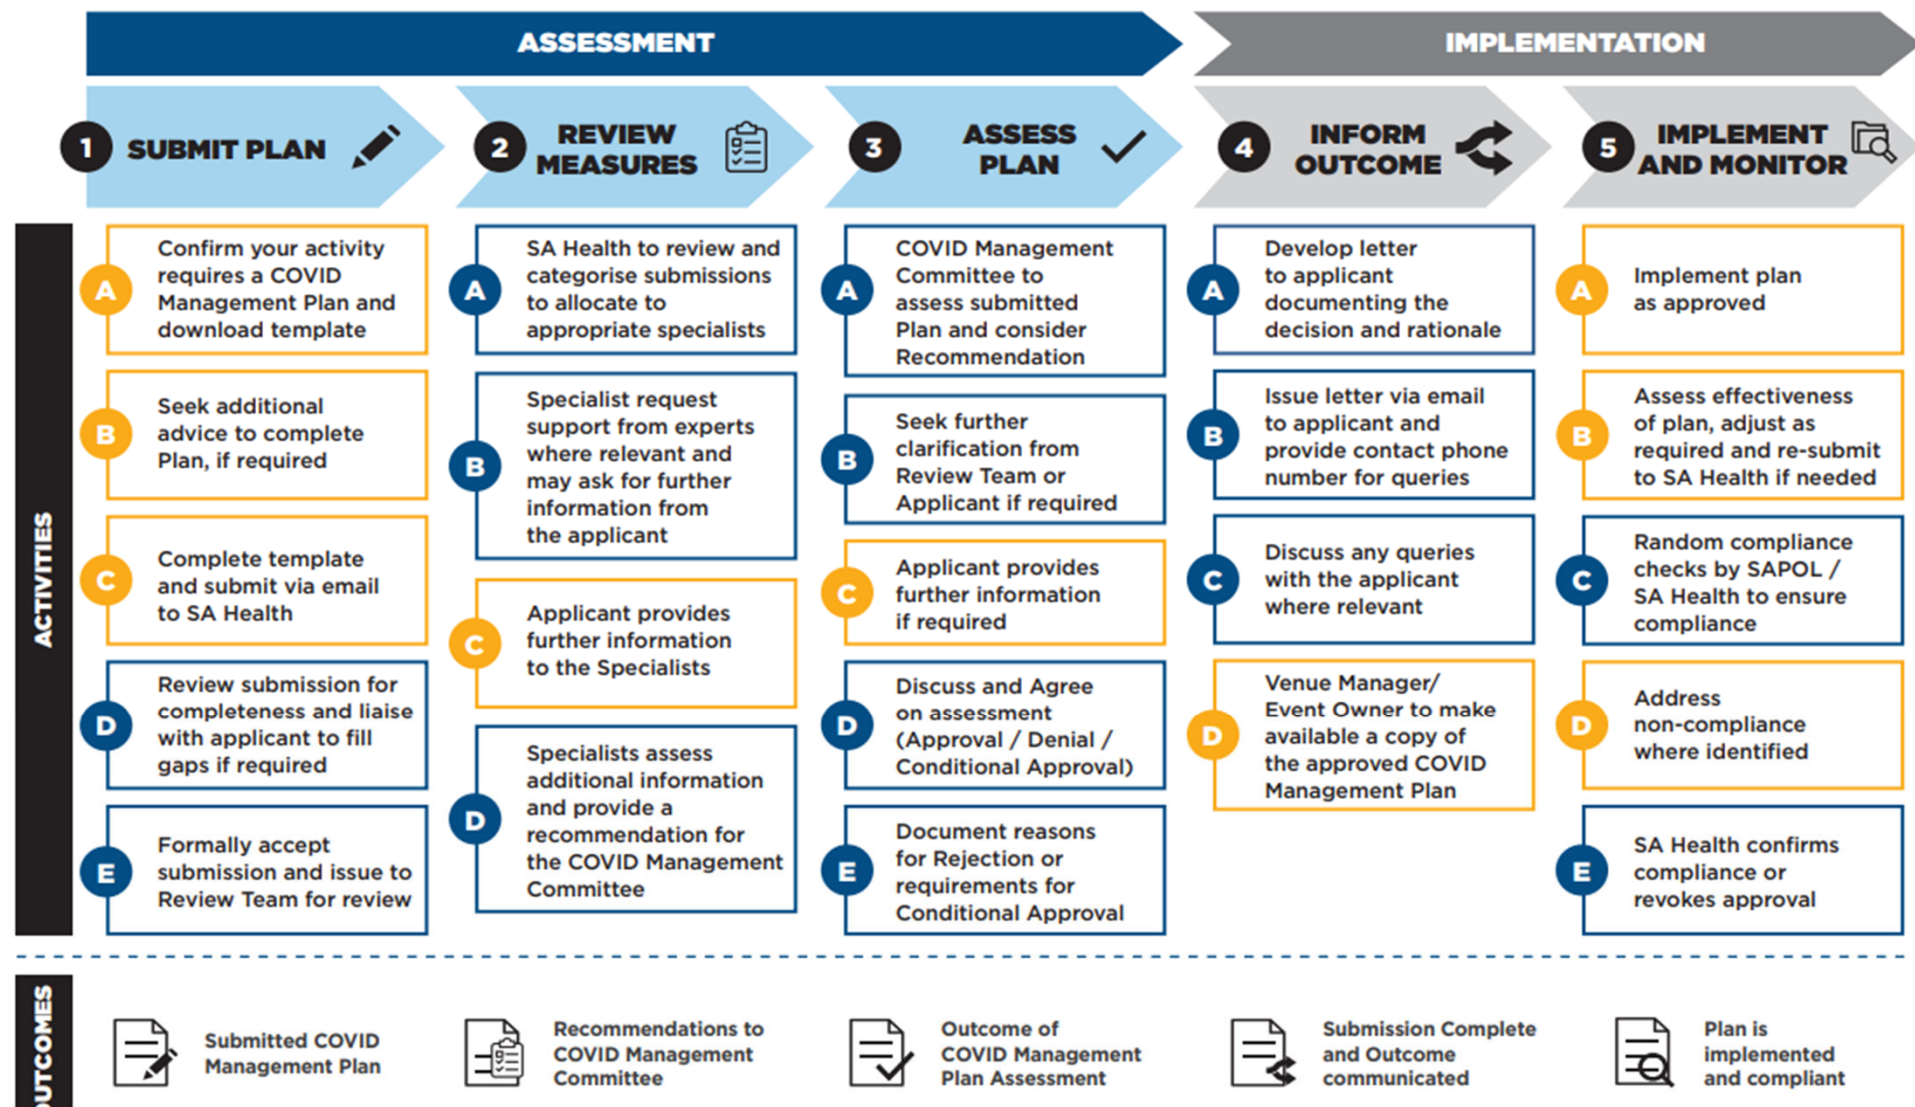 ASSESSMENT
IMPLEMENTATION
1
SUBMIT PLAN
2
REVIEW
MEASURES
3
ASSESS
PLAN
4
INFORM
OUTCOME
5
IMPLEMENT
AND MONITOR
ACTIVITIES
A
Confirm your activity
requires a COVID
Management Plan and
download template
B
Seek additional
advice to complete
Plan, if required
C
Complete template
and submit via email
to SA Health
D
Review submission for
completeness and liaise
with applicant to fill
gaps if required
E
Formally accept
submission and issue to
Review Team for review
A
SA Health to review and
categorise submissions
to allocate to
appropriate specialists
B
Specialist request
support from experts
where relevant and
may ask for further
information from
the applicant
C
Applicant provides
further information
to the Specialists
D
Specialists assess
additional information
and provide a
recommendation for
the COVID Management
Committee
A
COVID Management
Committee to
assess submitted
Plan and consider
Recommendation
B
Seek further
clarification from
Review Team or
Applicant if required
C
Applicant provides
further information
if required
D
Discuss and Agree
on assessment
(Approval / Denial /
Conditional Approval)
E
Document reasons
for Rejection or
requirements for
Conditional Approval
A
Develop letter
to applicant
documenting the
decision and rationale
B
Issue letter via email
to applicant and
provide contact phone
number for queries
C
Discuss any queries
with the applicant
where relevant
D
Venue Manager/
Event Owner to make
available a copy of
the approved COVID
Management Plan
A
Implement plan
as approved
B
Assess effectiveness
of plan, adjust as
required and re-submit
to SA Health if needed
C
Random compliance
checks by SAPOL /
SA Health to ensure
compliance
D
Address
non-compliance
where identified
E
SA Health confirms
compliance or
revokes approval
OUTCOMES
Submitted COVID
Management Plan
Recommendations to
COVID Management
Committee
Outcome of
COVID Management
Plan Assessment
Submission Complete
and Outcome
communicated
Plan is
implemented
and compliant